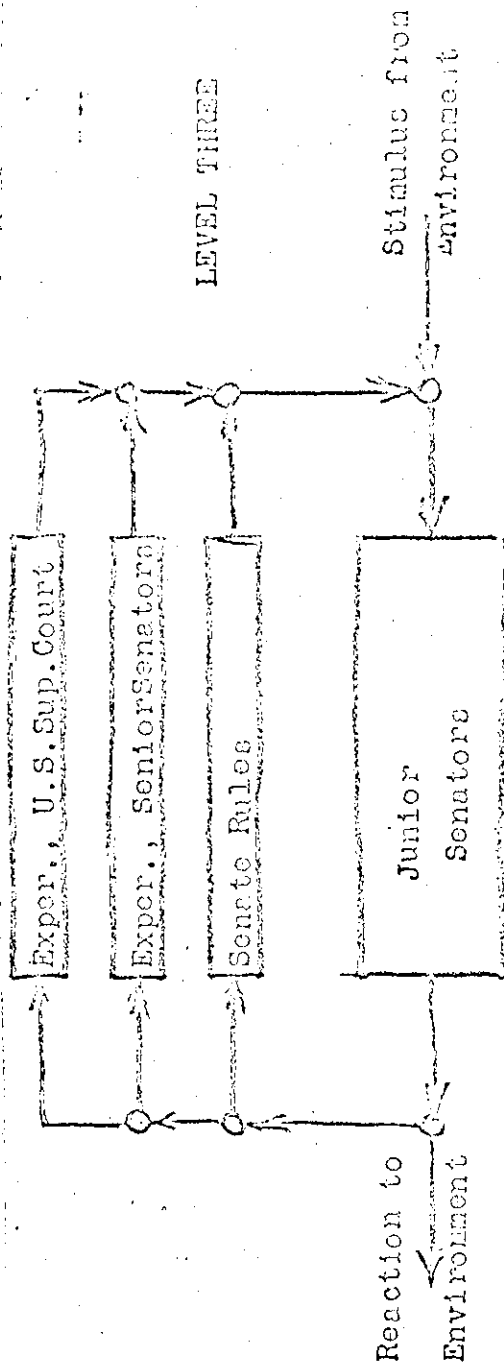 LEVEL THREE
Exper., U.S.Sup.Court
Exper., SeniorSenators
Senate Rules
Junior
Senators
Stimulus from
Environment
Reaction to
Environment